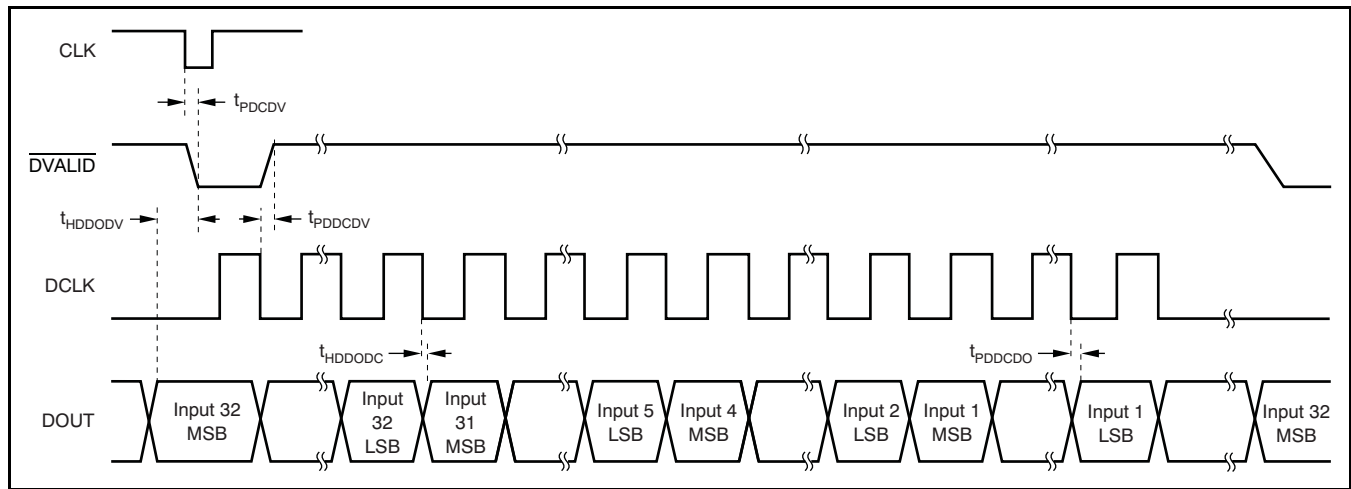 CLK
tPDCDV
DVALID
tHDDODV
tPDDCDV
DCLK
tHDDODC
tPDDCDO
DOUT
Input 32
MSB
Input
32
LSB
Input
31
MSB
Input 5
LSB
Input 4
MSB
Input 2
LSB
Input 1
MSB
Input 1
LSB
Input 32
MSB